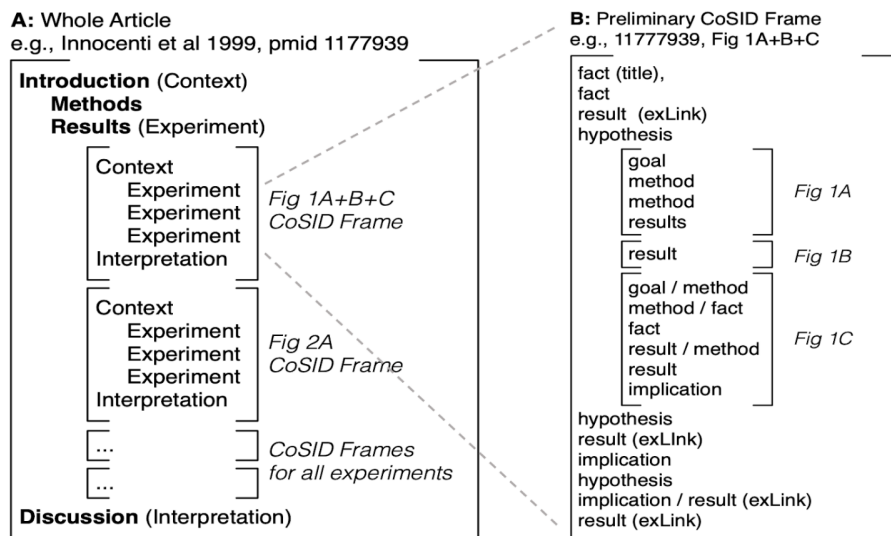 A: Whole Article
e.g., Innocenti et al 1999, pmid 1177939
Introduction (Context)
Methods
Results (Experiment)
Context
Experiment
Experiment
Experiment
Interpretation
Fig 1A+B+C
CoSID Frame
Context
Experiment
Experiment
Experiment
Interpretation
Fig 2A
CoSID Frame
...
...
CoSID Frames
for all experiments
Discussion (Interpretation)
B: Preliminary CoSID Frame
e.g., 11777939, Fig 1A+B+C
fact (title),
fact
result (exLink)
hypothesis
goal
method
method
results
Fig 1A
result
Fig 1B
goal / method
method / fact
fact
result / method
result
implication
Fig 1C
hypothesis
result (exLInk)
implication
hypothesis
implication / result (exLink)
result (exLink)